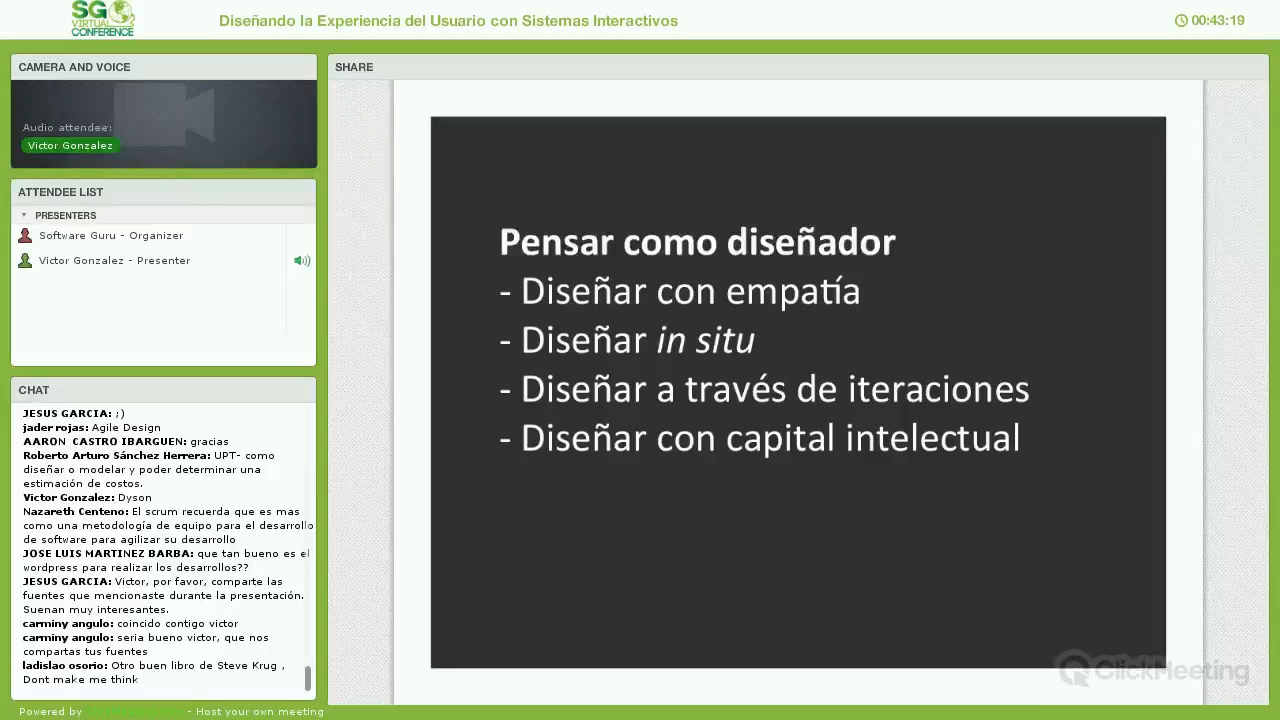 SG
VIRTUAL
CONFERENCE
Diseñando la Experiencia del Usuario con Sistemas Interactivos
00:43:19
CAMERA AND VOICE
Audio attendee:
Victor Gonzalez
ATTENDEE LIST
PRESENTERS
Software Guru - Organizer
Victor Gonzalez - Presenter
CHAT
JESUS GARCIA: ;)
jader rojas: Agile Design
AARON CASTRO IBARGUEN: gracias
Roberto Arturo Sánchez Herrera: UPT- como
diseñar o modelar y poder determinar una
estimación de costos.
Victor Gonzalez: Dyson
Nazareth Centeno: El scrum recuerda que es mas
como una metodología de equipo para el desarrollo
de software para agilizar su desarrollo
JOSE LUIS MARTINEZ BARBA: que tan bueno es el
wordpress para realizar los desarrollos??
JESUS GARCIA: Victor, por favor, comparte las
fuentes que mencionaste durante la presentación.
Suenan muy interesantes.
carminy angulo: coincido contigo victor
carminy angulo: seria bueno victor, que nos
compartas tus fuentes
ladislao osorio: Otro buen libro de Steve Krug ,
Dont make me think
Powered by - Host your own meeting
SHARE
Pensar como diseñador
- Diseñar con empatía
- Diseñar in situ
- Diseñar a través de iteraciones
- Diseñar con capital intelectual
ClickMeeting